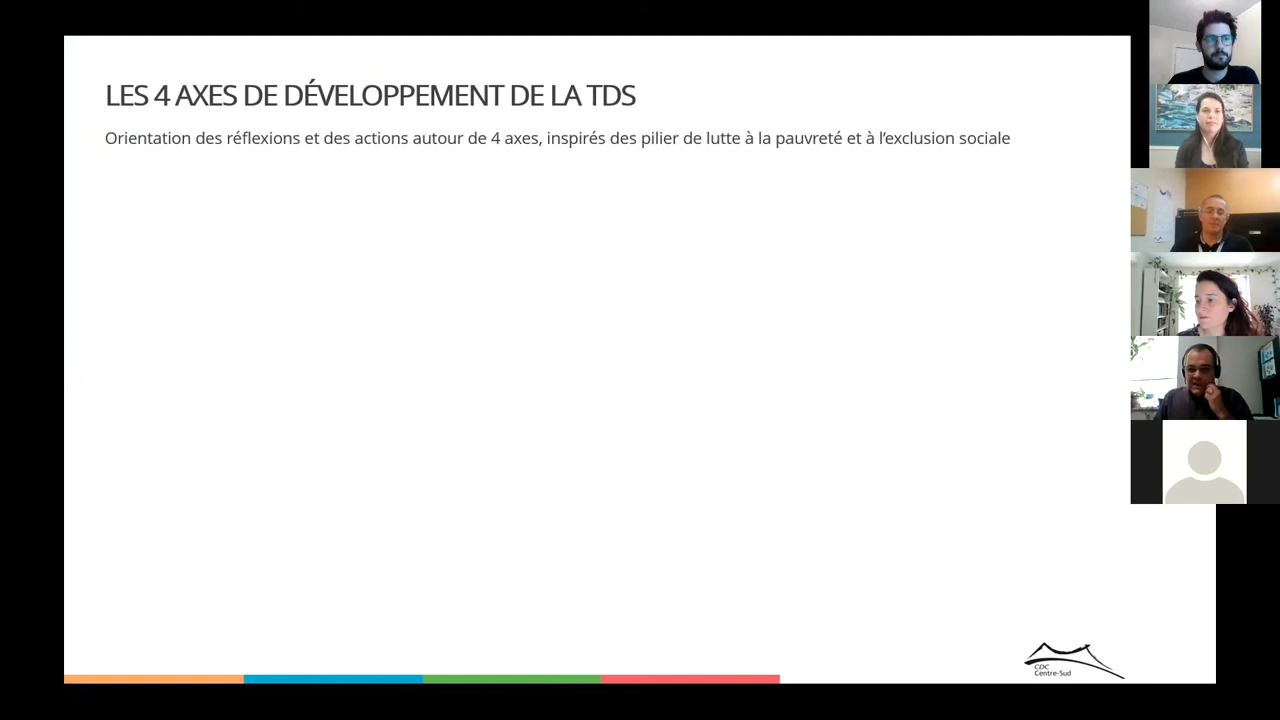 LES 4 AXES DE DÉVELOPPEMENT DE LA TDS
Orientation des réflexions et des actions autour de 4 axes, inspirés des pilier de lutte à la pauvreté et à l’exclusion sociale
CDC
Centre-Sud